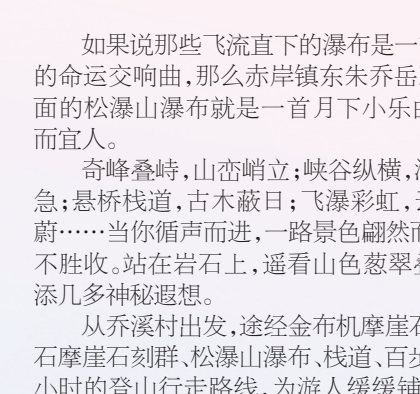 如果说那些飞流直下的瀑布是一
的命运交响曲，那么赤岸镇东朱乔岳
面的松瀑山瀑布就是一首月下小乐曲
而宜人。
奇峰叠峙，山峦峭立；峡谷纵横，
急；悬桥栈道，古木蔽日；飞瀑彩虹，
蔚……当你循声而进，一路景色翩然而
不胜收。站在岩石上，遥看山色葱翠
添几多神秘遐想。
从乔溪村出发，途经金布机摩崖石
石摩崖石刻群、松瀑山瀑布、栈道、百步
小时的登山行走路线，为游人缓缓铺